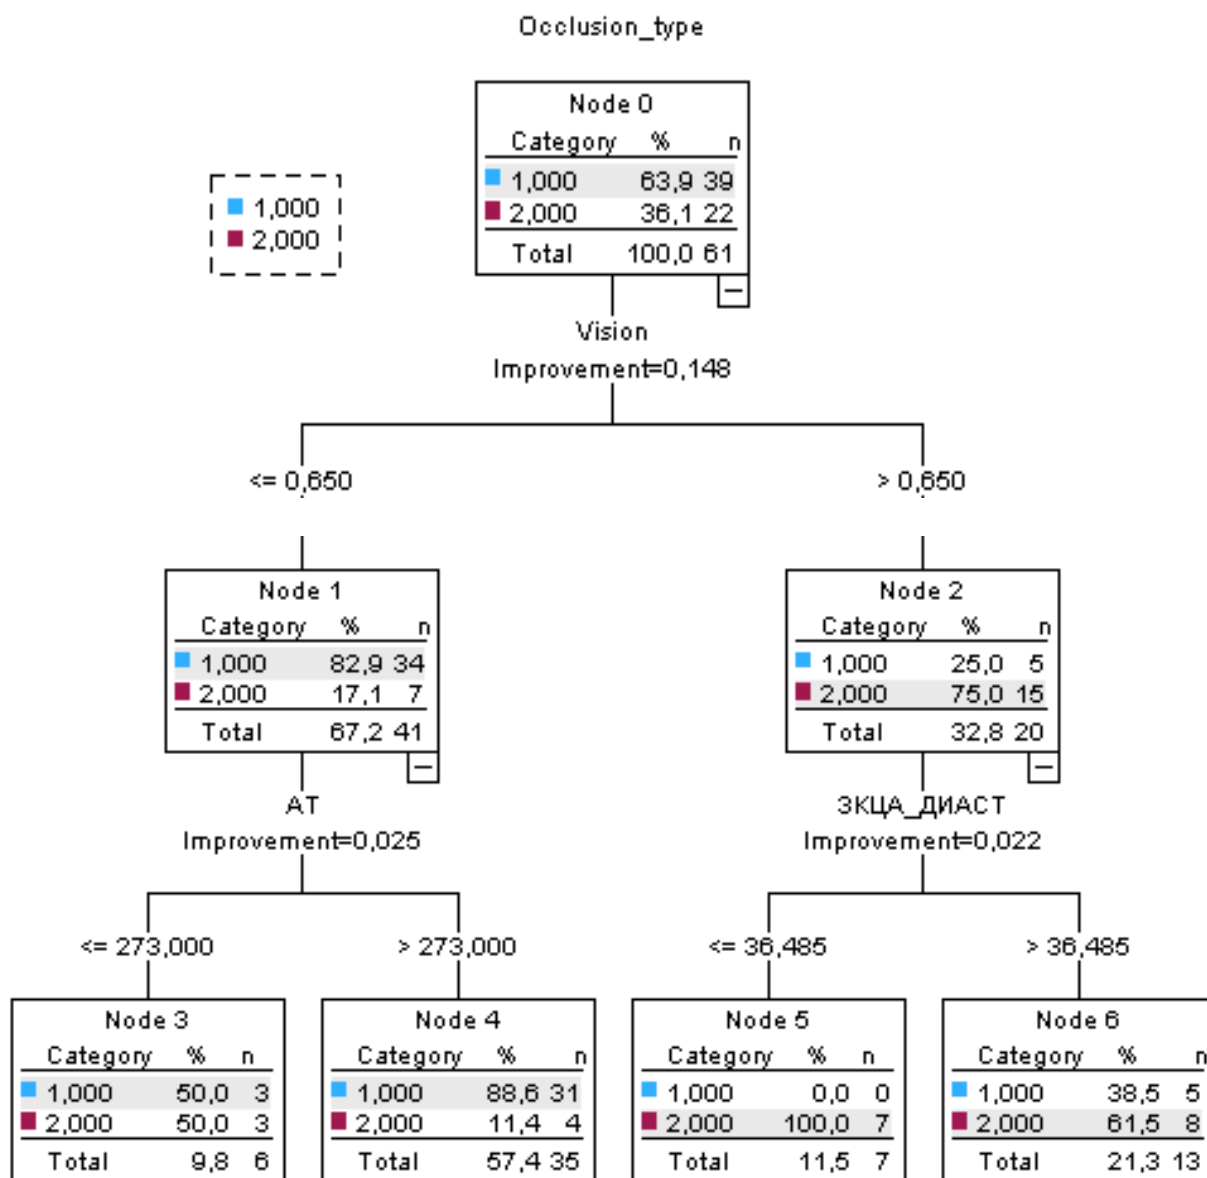 Occlusion_type
Node 0
Category % n
1,000 63,9 39
2,000 36,1 22
Total 100,0 61
1,000
2,000
Vision
Improvement=0,148
<= 0,650
> 0,650
Node 1
Category % n
1,000 82,9 34
2,000 17,1 7
Total 67,2 41
Node 2
Category % n
1,000 25,0 5
2,000 75,0 15
Total 32,8 20
АТ
Improvement=0,025
ЗКЦА_ДИАСТ
Improvement=0,022
<= 273,000
> 273,000
<= 36,485
> 36,485
Node 3
Category % n
1,000 50,0 3
2,000 50,0 3
Total 9,8 6
Node 4
Category % n
1,000 88,6 31
2,000 11,4 4
Total 57,4 35
Node 5
Category % n
1,000 0,0 0
2,000 100,0 7
Total 11,5 7
Node 6
Category % n
1,000 38,5 5
2,000 61,5 8
Total 21,3 13